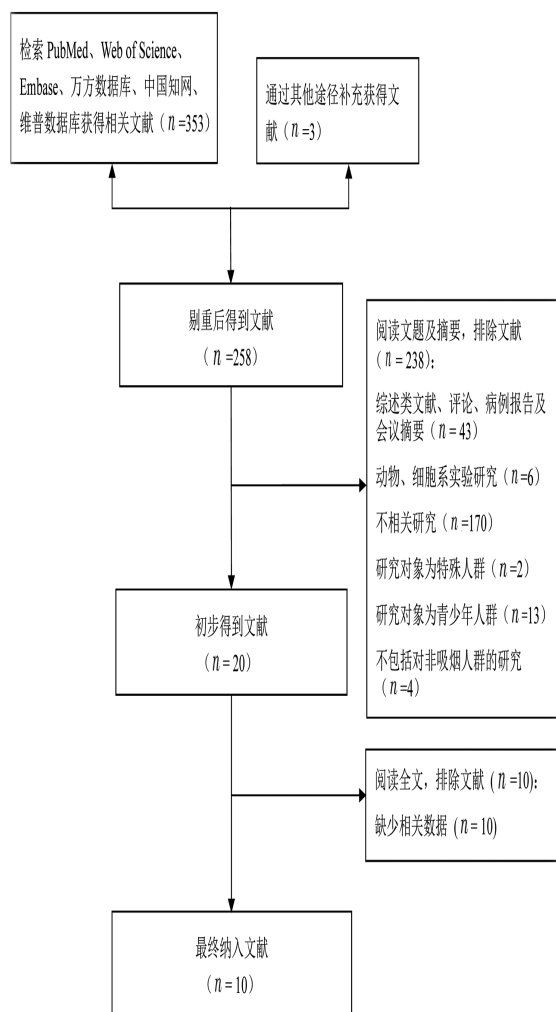 检索 PubMed、Web of Science、
Embase、万方数据库、中国知网、
维普数据库获得相关文献（n =353）
通过其他途径补充获得文
献（n =3）
剔重后得到文献
（n =258）
阅读文题及摘要，排除文献
（n = 238）：
综述类文献、评论、病例报告及
会议摘要（n = 43）
动物、细胞系实验研究（n =6）
不相关研究（n =170）
研究对象为特殊人群（n =2）
研究对象为青少年人群（n =13）
不包括对非吸烟人群的研究
（n =4）
初步得到文献
（n = 20）
阅读全文，排除文献 (n =10)：
缺少相关数据 (n = 10)
最终纳入文献
（n = 10）